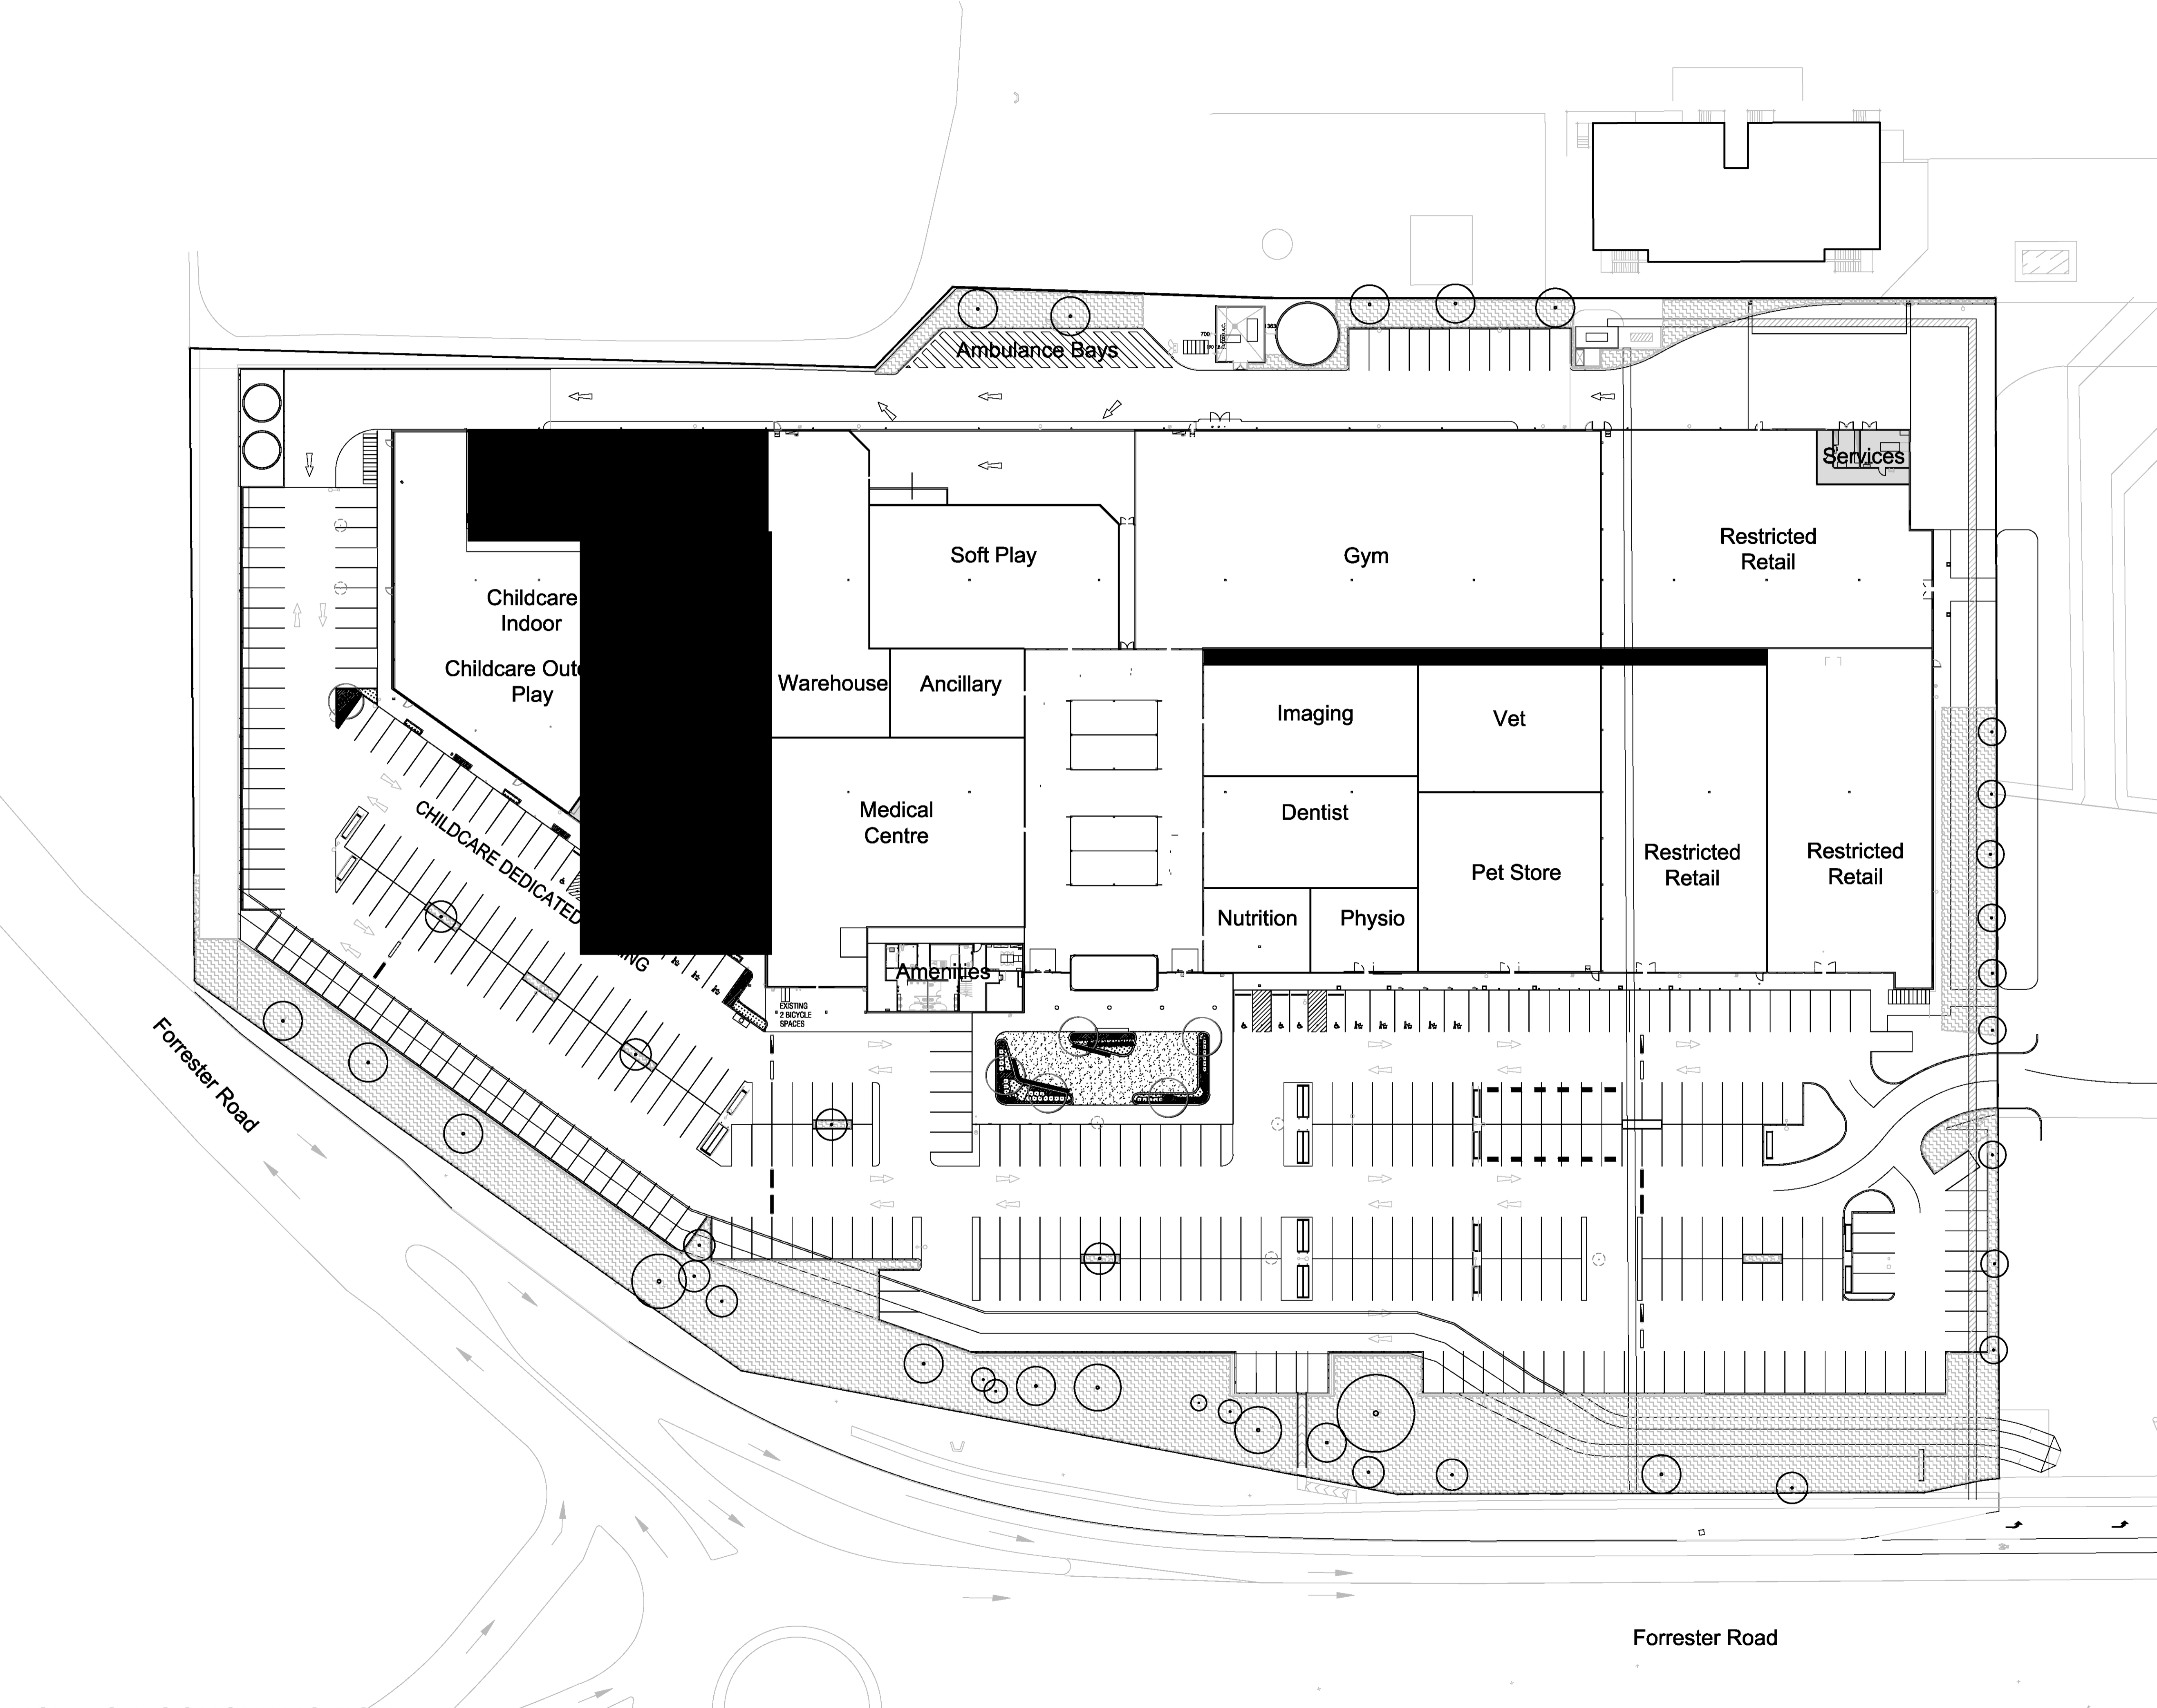 Ambulance Bays
Services
Soft Play
Gym
Restricted
Retail
Childcare
Indoor
Childcare
Play
Warehouse
Ancillary
Imaging
Vet
Medical
Centre
Dentist
Pet Store
Restricted
Retail
Restricted
Retail
Nutrition
Physio
CHILDCARE DEDICATED
Amenities
EXISTING
2 BICYCLE
SPACES
Forrester Road
Forrester Road